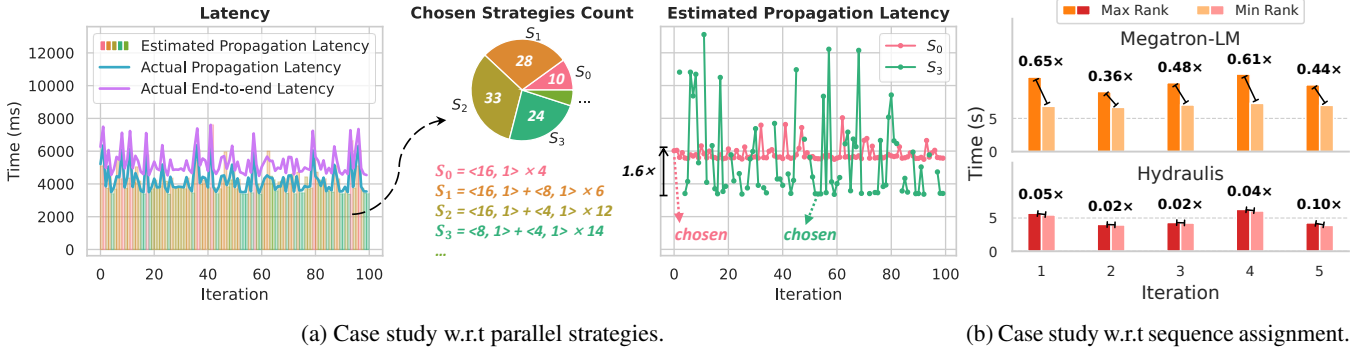 Latency
Time (ms)
12000
10000
8000
6000
4000
2000
0
Estimated Propagation Latency
Actual Propagation Latency
Actual End-to-end Latency
0 20 40 60 80 100
Iteration
Chosen Strategies Count
S1
28
S0
10
...
S2
33
24
S3
S0 = <16, 1> × 4
S1 = <16, 1> + <8, 1> × 6
S2 = <16, 1> + <4, 1> × 12
S3 = <8, 1> + <4, 1> × 14
...
Estimated Propagation Latency
S0
S3
1.6×
chosen
chosen
0 20 40 60 80 100
Iteration
Max Rank Min Rank
Megatron-LM
0.65× 0.36× 0.48× 0.61× 0.44×
5
0
Time (s)
Hydraulis
0.05× 0.02× 0.02× 0.04× 0.10×
5
0
1 2 3 4 5
Iteration
(a) Case study w.r.t parallel strategies.
(b) Case study w.r.t sequence assignment.